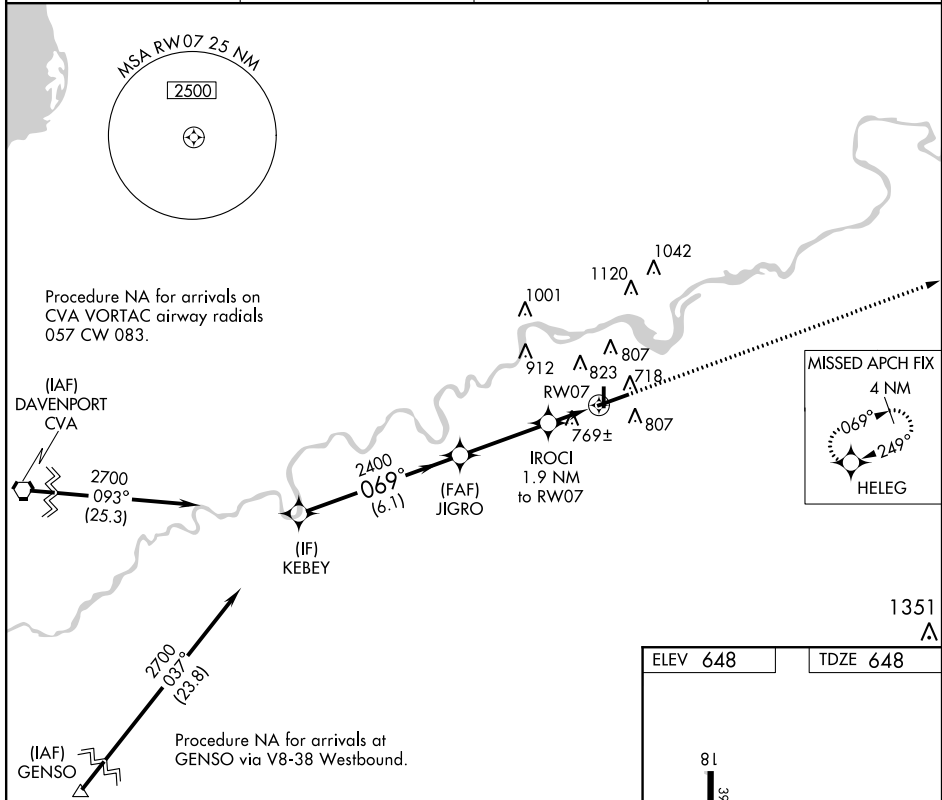 MSA RW07 25 NM
2500
Procedure NA for arrivals on
CVA VORTAC airway radials
057 CW 083.
1042
1120
1001
912
823
807
718
RW07
769±
807
MISSED APCH FIX
4 NM
069°
249°
HELEG
(IAF)
DAVENPORT
CVA
2700
093°
(25.3)
2400
069°
(6.1)
IROCI
1.9 NM
to RW07
(FAF)
JIGRO
(IF)
KEBEY
1351
2700
037°
(23.8)
(IAF)
GENSO
Procedure NA for arrivals at
GENSO via V8-38 Westbound.
ELEV 648
TDZE 648
18